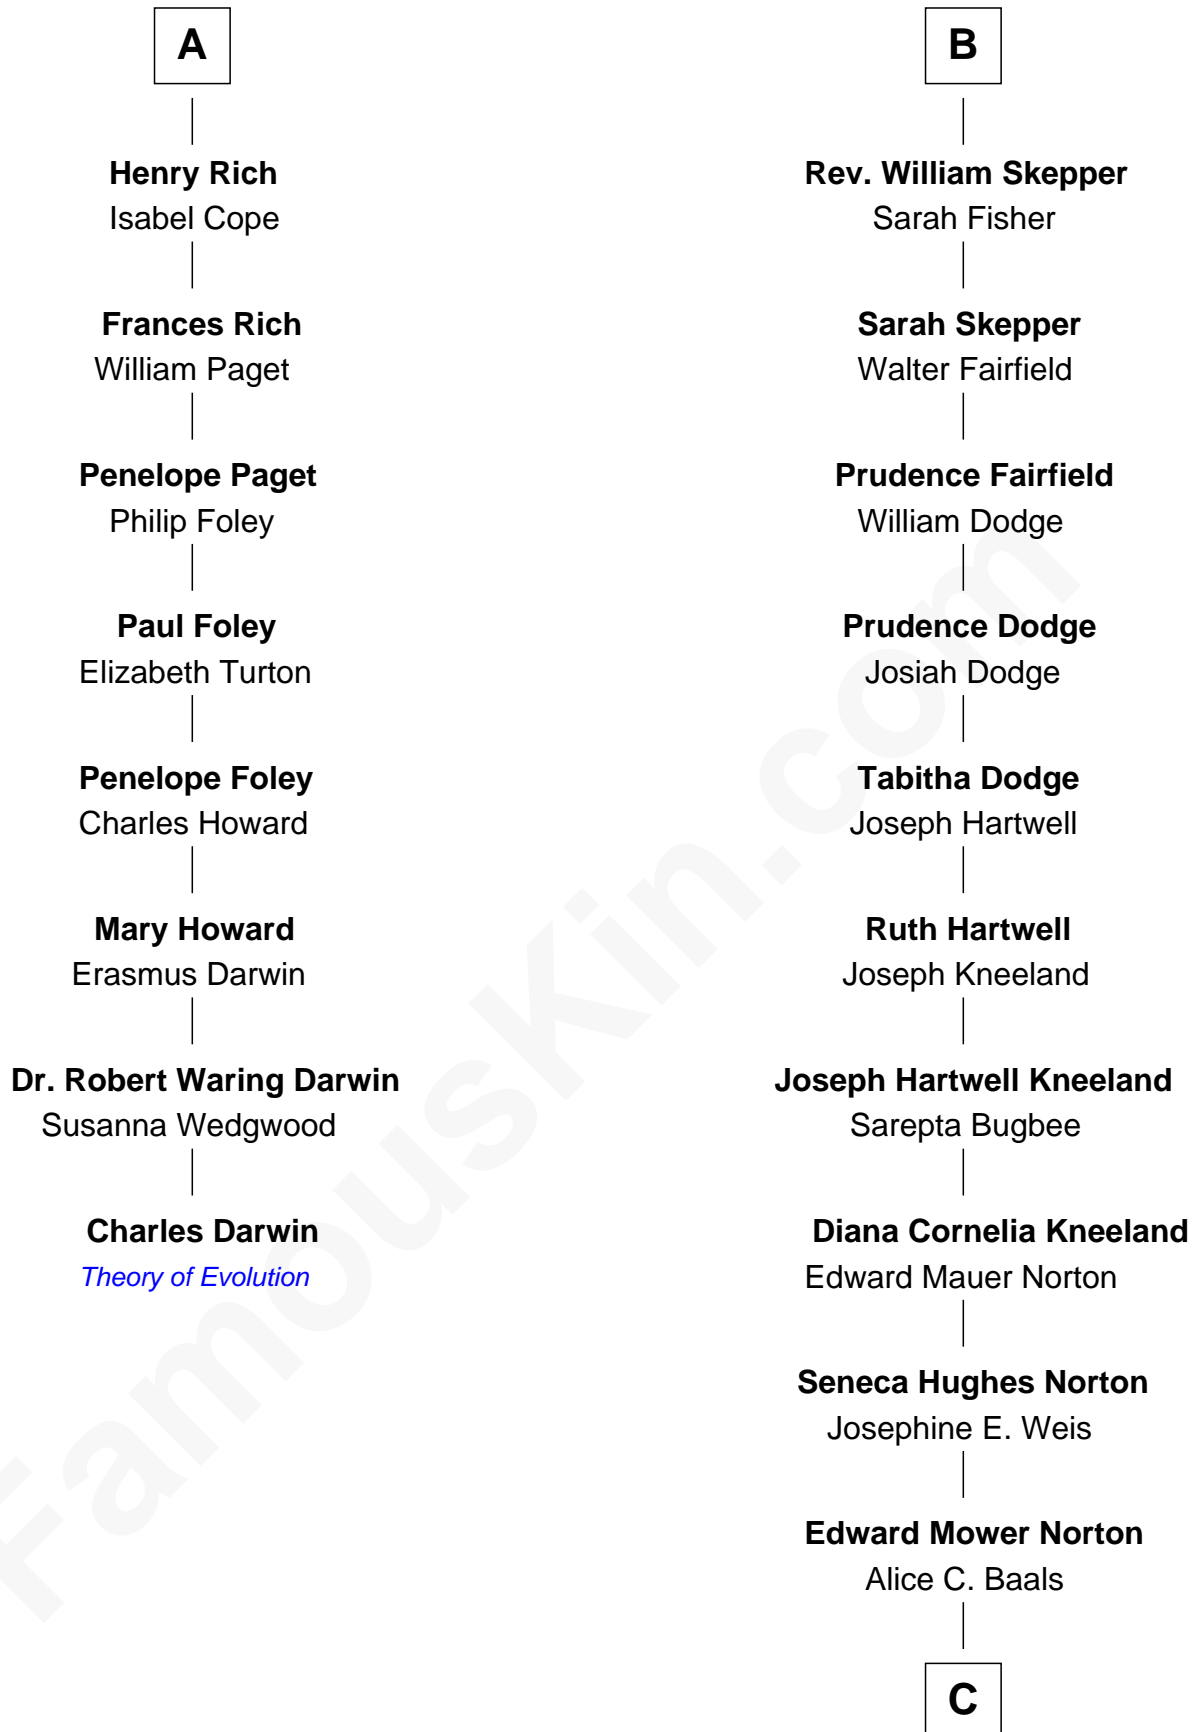 A
Henry Rich
Isabel Cope
Frances Rich
William Paget
Penelope Paget
Philip Foley
Paul Foley
Elizabeth Turton
Penelope Foley
Charles Howard
Mary Howard
Erasmus Darwin
Dr. Robert Waring Darwin
Susanna Wedgwood
Charles Darwin
Theory of Evolution
B
Rev. William Skepper
Sarah Fisher
Sarah Skepper
Walter Fairfield
Prudence Fairfield
William Dodge
Prudence Dodge
Josiah Dodge
Tabitha Dodge
Joseph Hartwell
Ruth Hartwell
Joseph Kneeland
Joseph Hartwell Kneeland
Sarepta Bugbee
Diana Cornelia Kneeland
Edward Mauer Norton
Seneca Hughes Norton
Josephine E. Weis
Edward Mower Norton
Alice C. Baals
C
FamousKin.com